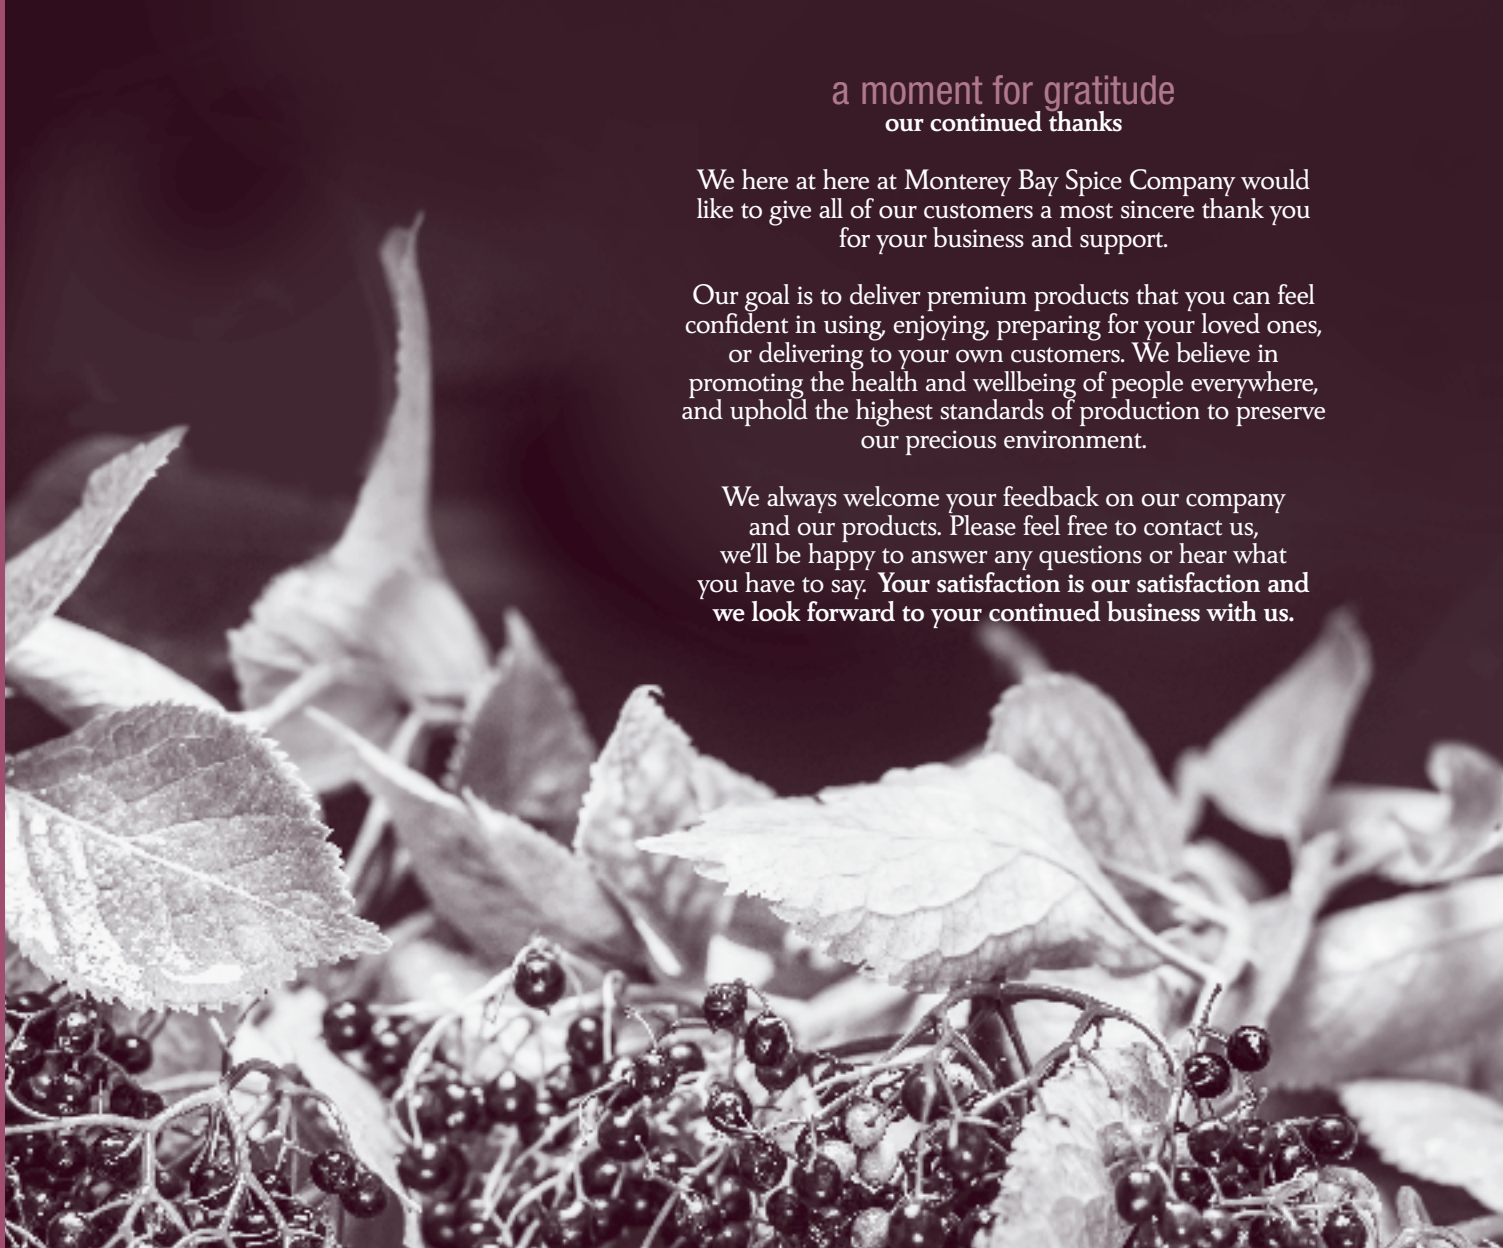 a moment for gratitude
our continued thanks
We here at here at Monterey Bay Spice Company would
like to give all of our customers a most sincere thank you
for your business and support.
Our goal is to deliver premium products that you can feel
confident in using, enjoying, preparing for your loved ones,
or delivering to your own customers. We believe in
promoting the health and wellbeing of people everywhere,
and uphold the highest standards of production to preserve
our precious environment.
We always welcome your feedback on our company
and our products. Please feel free to contact us,
we'll be happy to answer any questions or hear what
you have to say. Your satisfaction is our satisfaction and
we look forward to your continued business with us.